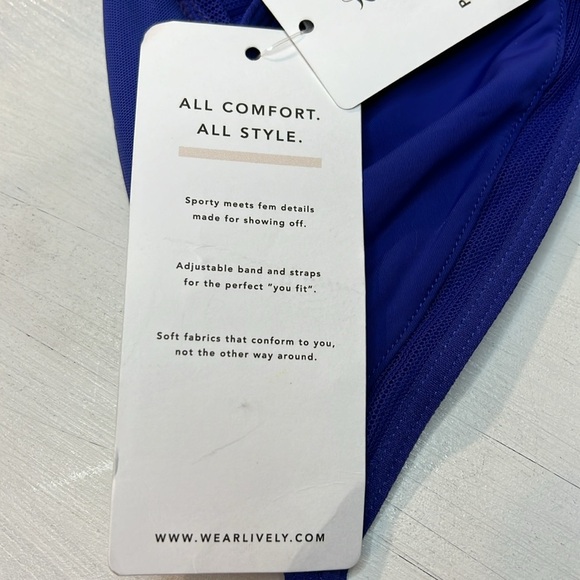 ALL COMFORT.
ALL STYLE.
Sporty meets fem details
made for showing off.
Adjustable band and straps
for the perfect "you fit".
Soft fabrics that conform to you,
not the other way around.
WWW.WEARLIVELY.COM